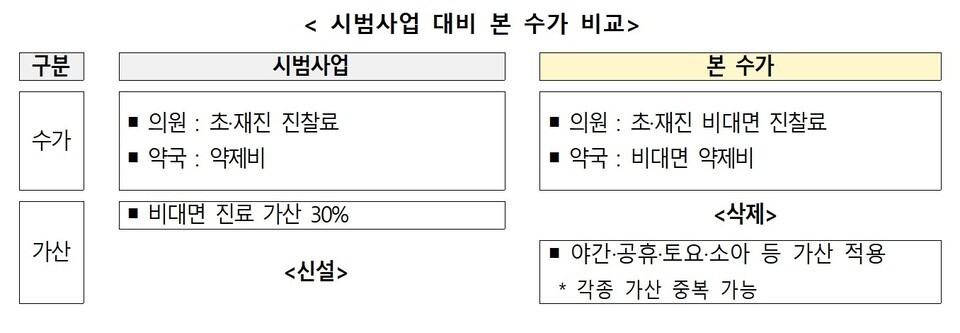 < 시범사업 대비 본 수가 비교>
구분 시범사업 본 수가
수가
■ 의원 : 초·재진 진찰료
■ 약국 : 약제비
■ 의원 : 초·재진 비대면 진찰료
■ 약국 : 비대면 약제비
가산
■ 비대면 진료 가산 30%
<신설>
<삭제>
■ 야간·공휴·토요·소아 등 가산 적용
* 각종 가산 중복 가능